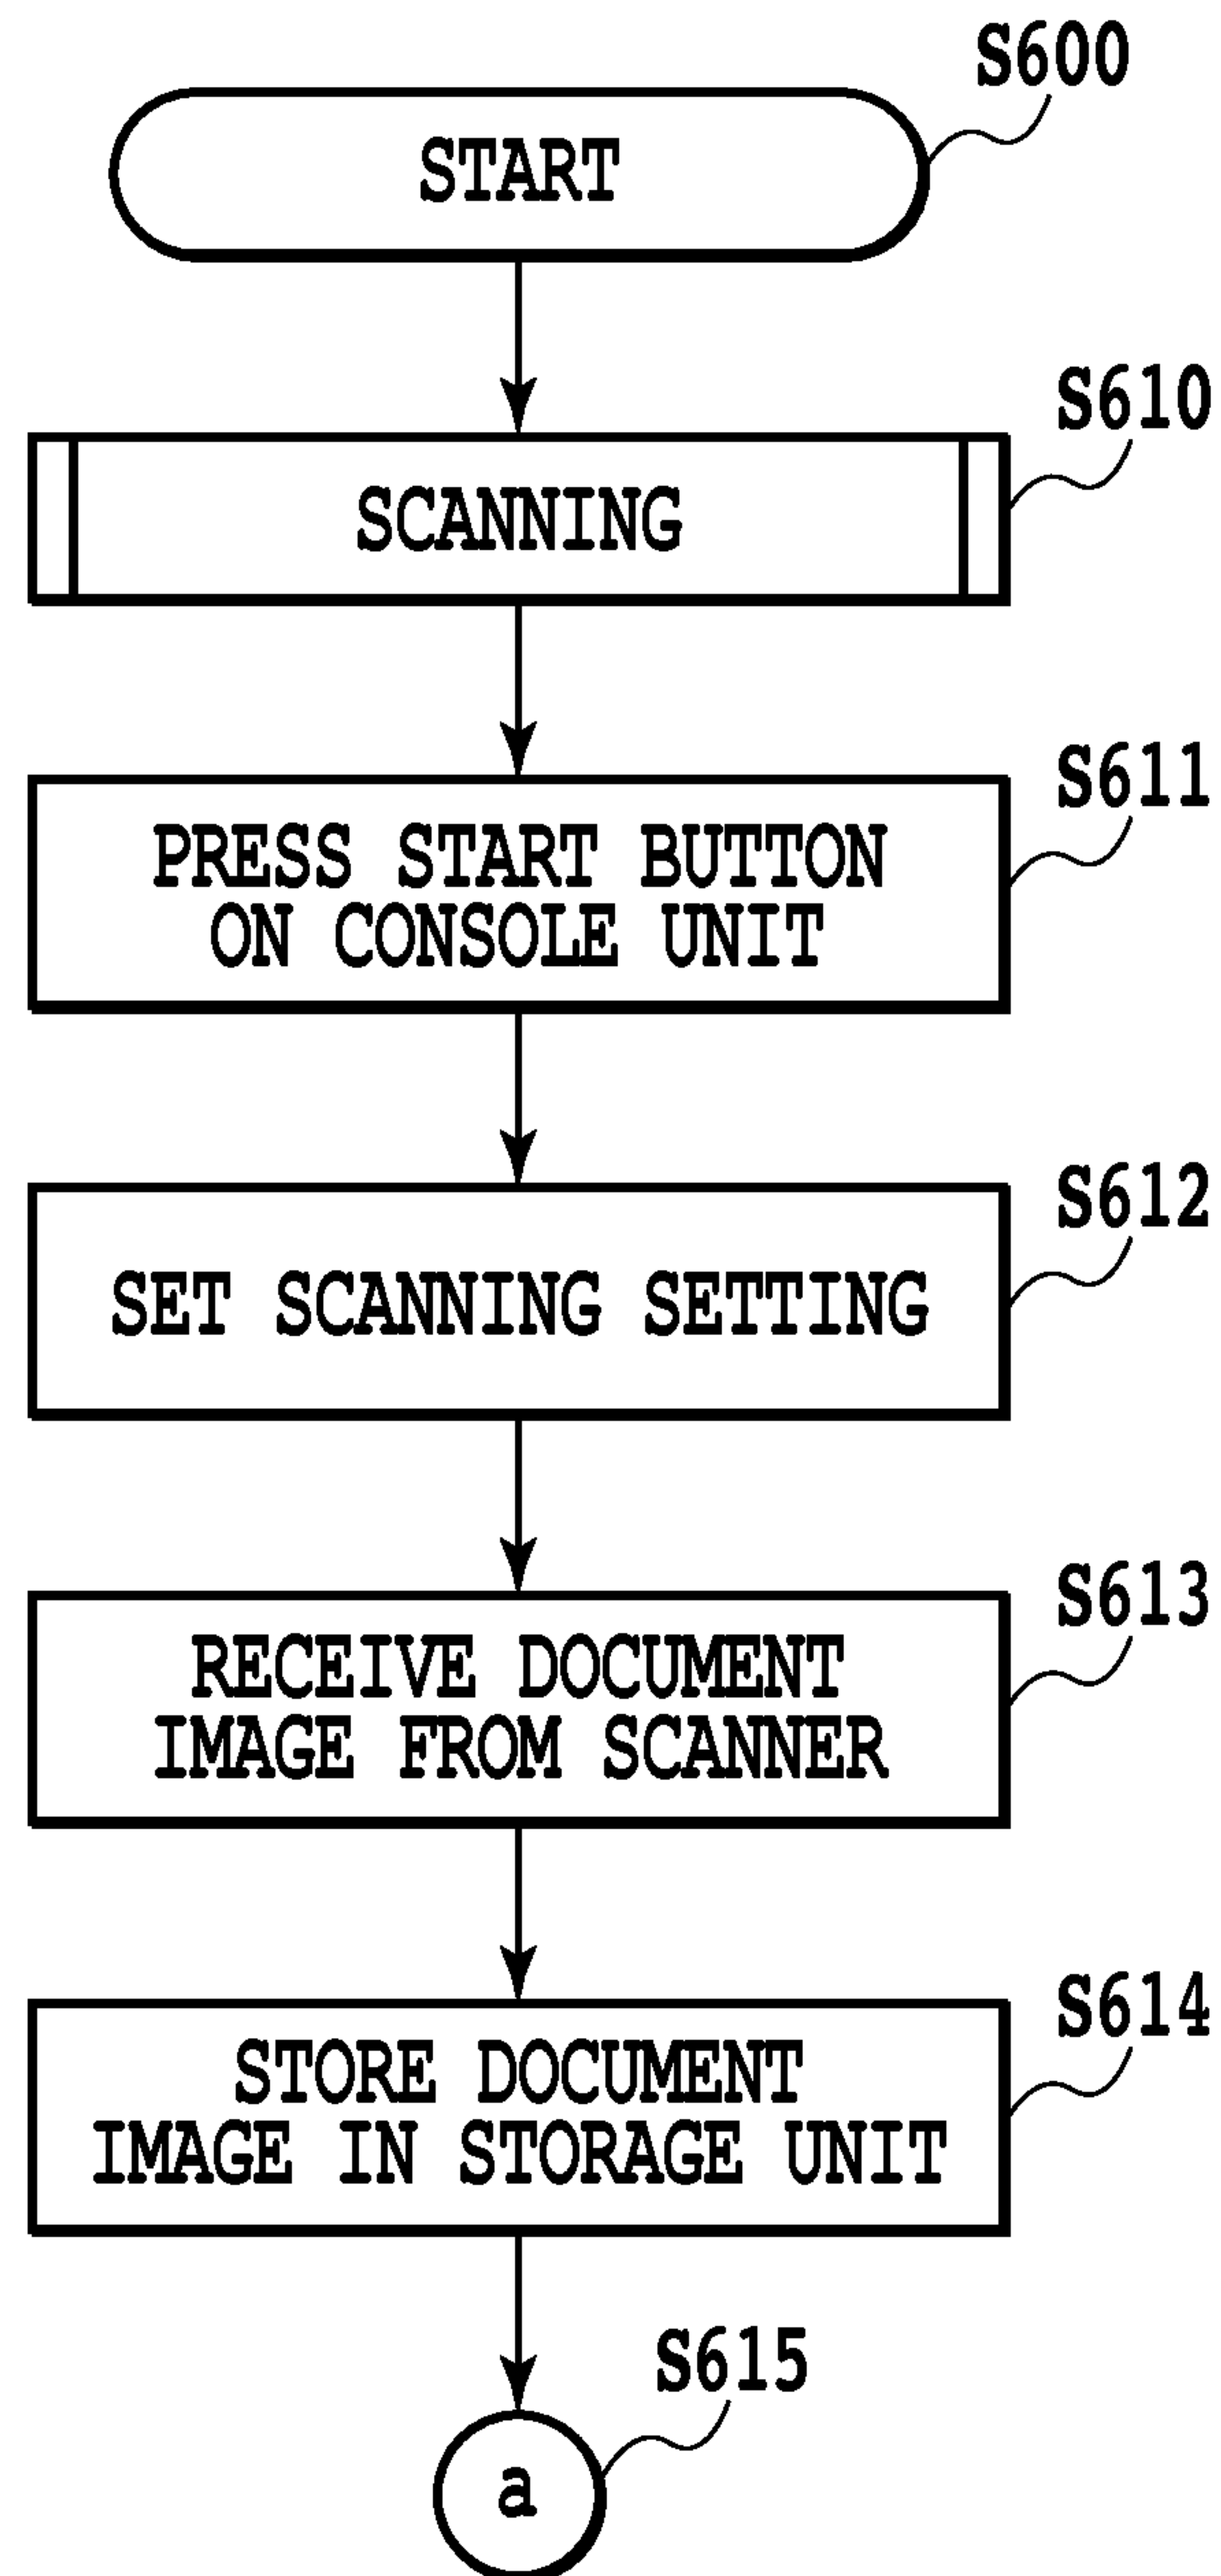 S600
START
S610
SCANNING
S611
PRESS START BUTTON
ON CONSOLE UNIT
S612
SET SCANNING SETTING
S613
RECEIVE DOCUMENT
IMAGE FROM SCANNER
S614
STORE DOCUMENT
IMAGE IN STORAGE UNIT
S615
a